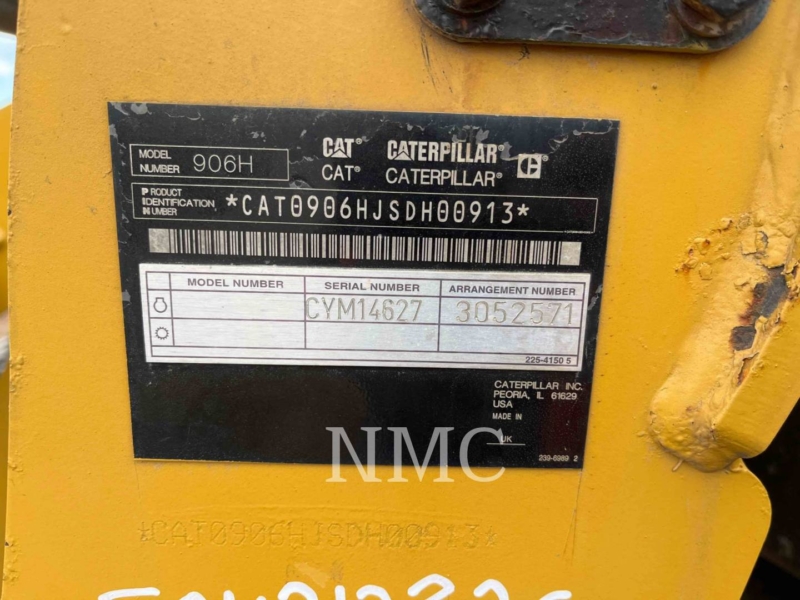 MODEL NUMBER 906H
CAT® CATERPILLAR®
CAT® CATERPILLAR®
PRODUCT IDENTIFICATION NUMBER *CAT0906HJSDH00913*
MODEL NUMBER SERIAL NUMBER ARRANGEMENT NUMBER
CYM14627 3052571
225-4150 5
CATERPILLAR INC.
PEORIA, IL 61629
USA
MADE IN
UK
239-6989 2
NMC
*CAT0906HJSDH00913*